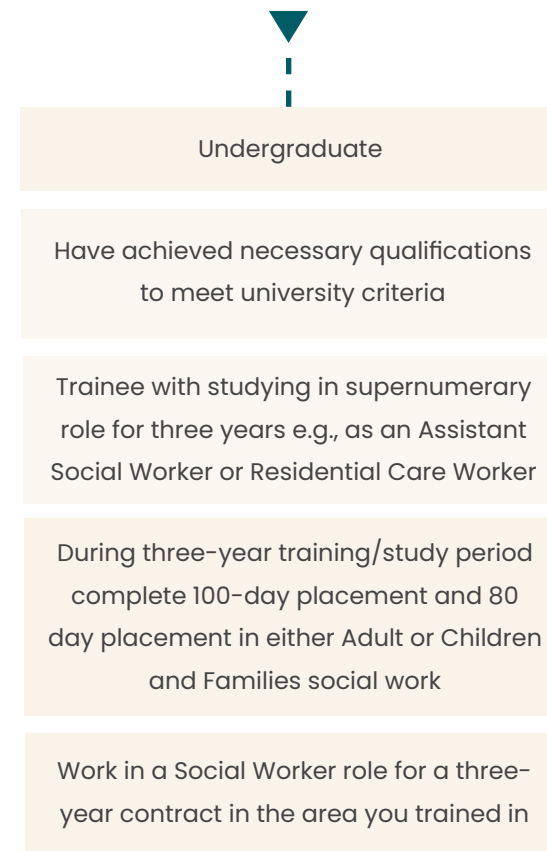 Undergraduate
Have achieved necessary qualifications
to meet university criteria
Trainee with studying in supernumerary
role for three years e.g., as an Assistant
Social Worker or Residential Care Worker
During three-year training/study period
complete 100-day placement and 80
day placement in either Adult or Children
and Families social work
Work in a Social Worker role for a three-
year contract in the area you trained in